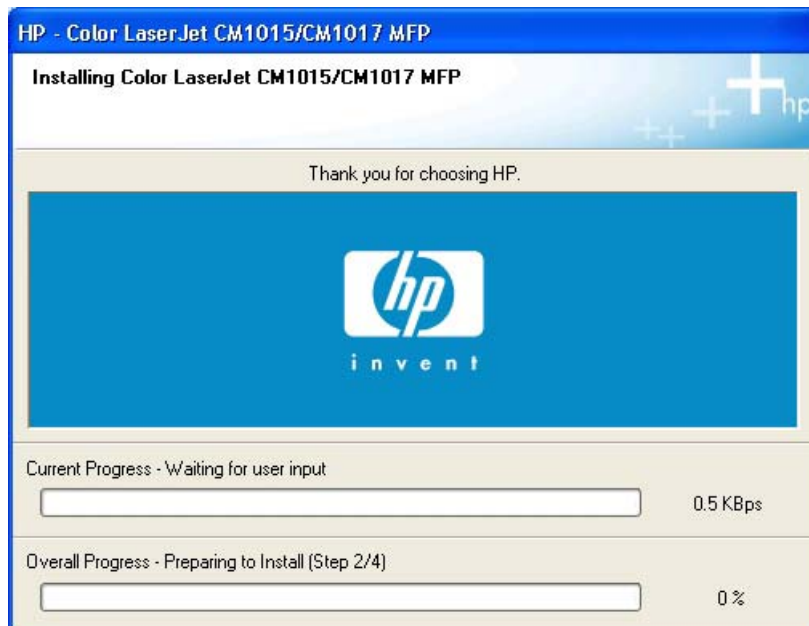 HP - Color LaserJet CM1015/CM1017 MFP
Installing Color LaserJet CM1015/CM1017 MFP
hp
Thank you for choosing HP.
hp
invent
Current Progress - Waiting for user input
0.5 KBps
Overall Progress - Preparing to Install (Step 2/4)
0 %